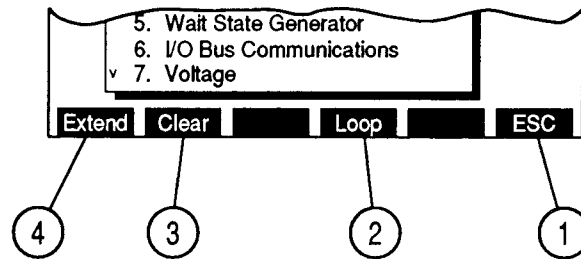 5. Wait State Generator
6. I/O Bus Communications
v 7. Voltage
Extend Clear Loop ESC
4 3 2 1